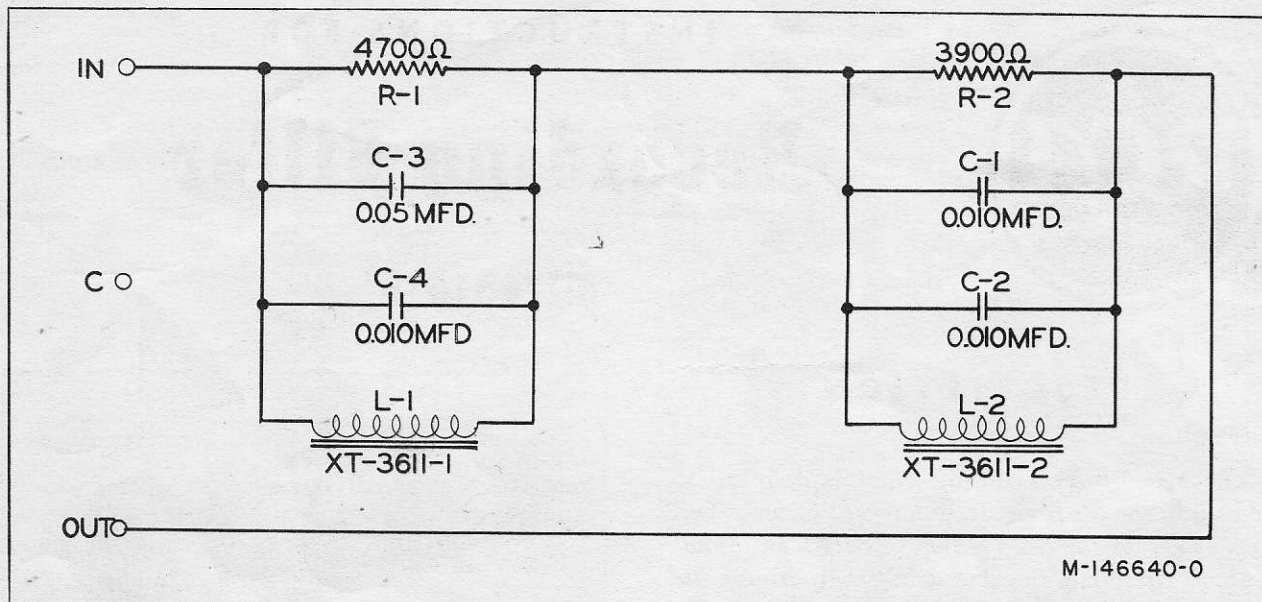 4700Ω
3900Ω
IN
R-1
R-2
C-3
C-1
0.05 MFD.
0.010MFD.
C
C-4
C-2
0.010MFD
0.010MFD.
L-1
L-2
XT-3611-1
XT-3611-2
OUT
M-146640-0